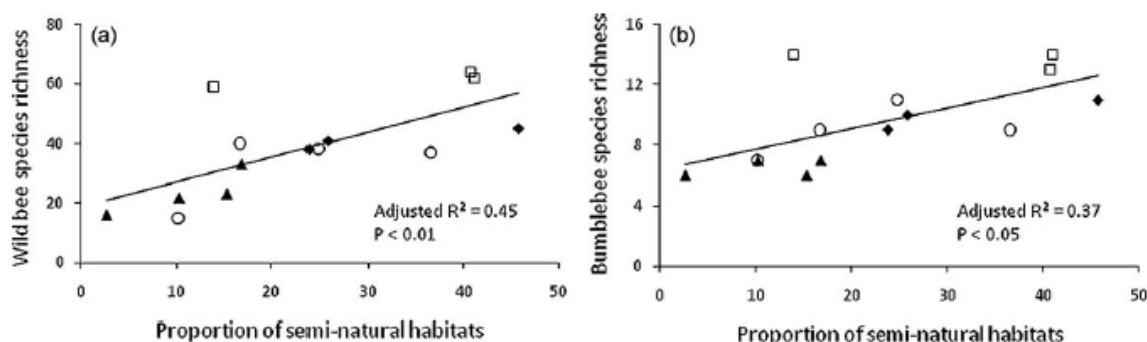 (a)
Wild bee species richness
80
60
40
20
0
Adjusted R² = 0.45
P < 0.01
0 10 20 30 40 50
Proportion of semi-natural habitats
(b)
Bumblebee species richness
16
12
8
4
0
Adjusted R² = 0.37
P < 0.05
0 10 20 30 40 50
Proportion of semi-natural habitats